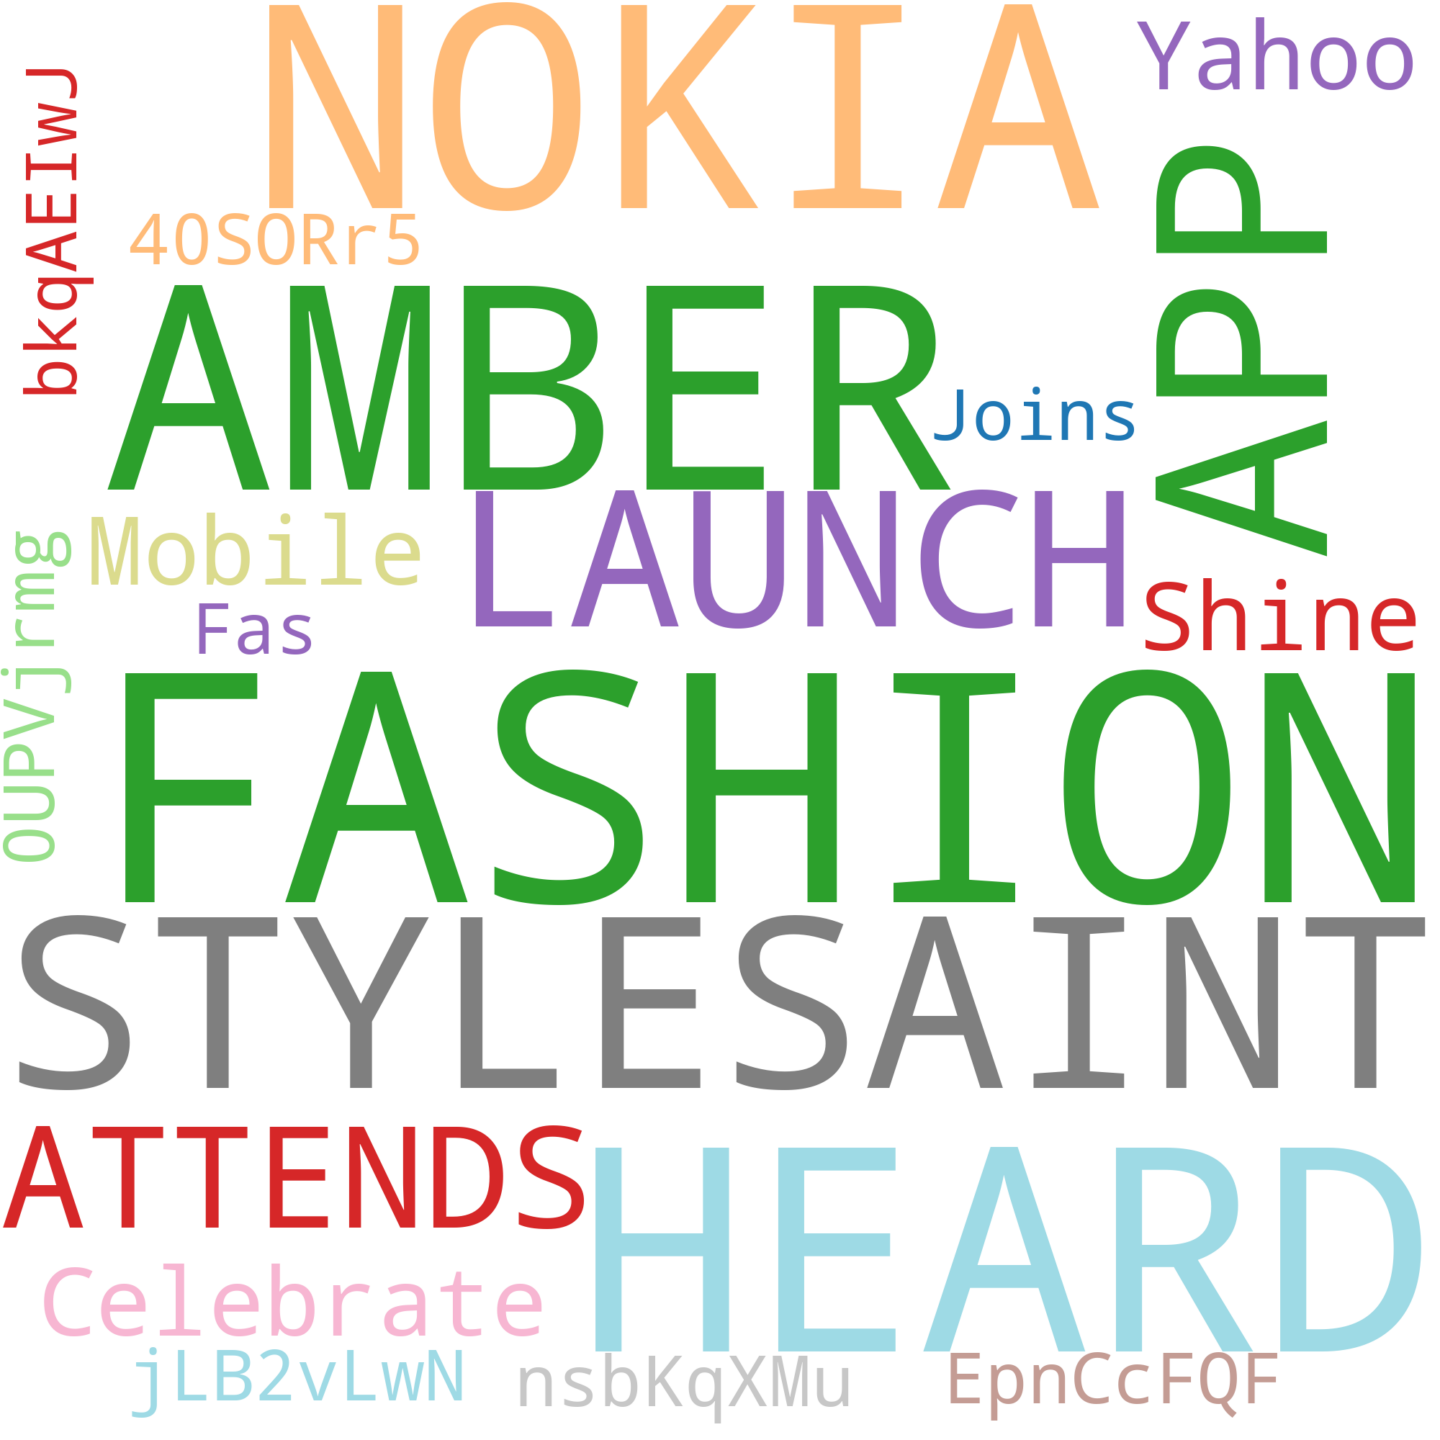 NOKIA
Yahoo
bkqAEIwJ
40SORr5
APP
AMBER
Joins
LAUNCH
Mobile
Fas
Shine
OUPVjrmg
FASHION
STYLESAINT
ATTENDS
HEARD
Celebrate
jLB2vLwN
nsbKqXMu
EpnCcFQF